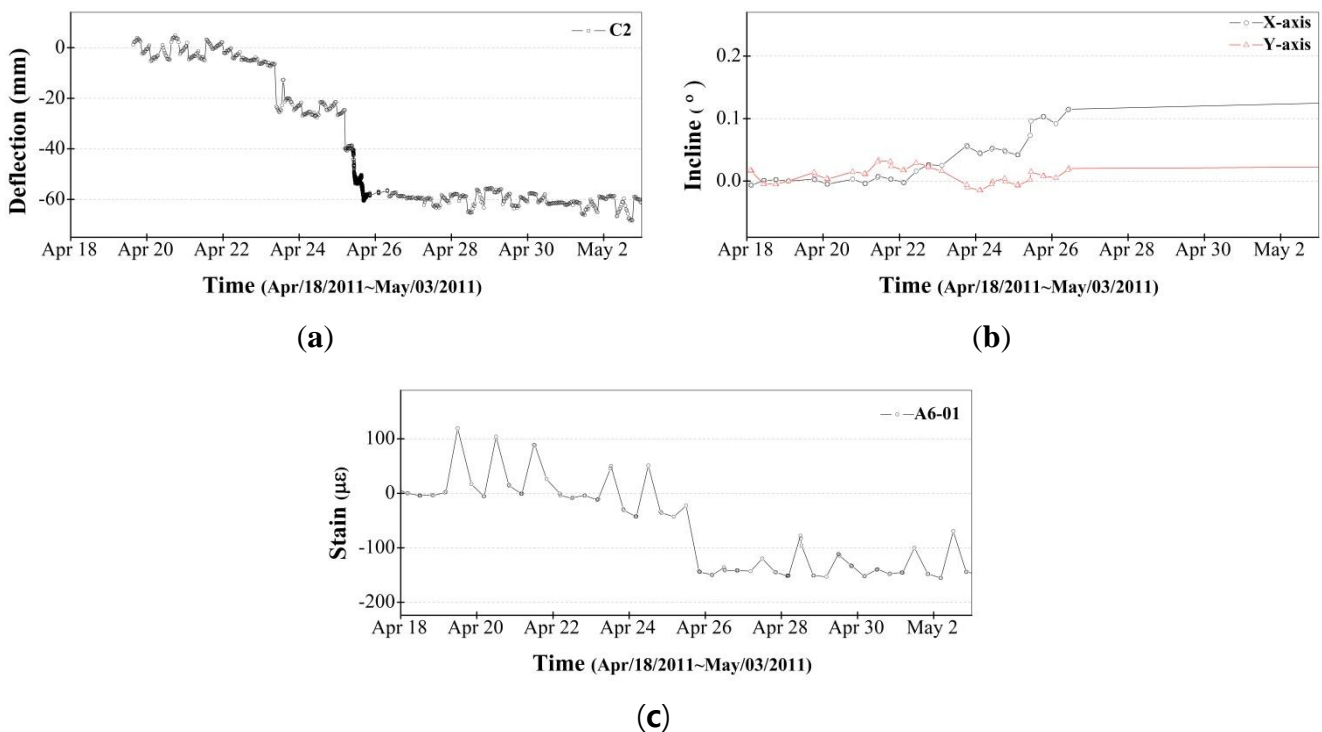 C2
Deflection (mm)
0
-20
-40
-60
Apr 18 Apr 20 Apr 22 Apr 24 Apr 26 Apr 28 Apr 30 May 2
Time (Apr/18/2011~May/03/2011)
(a)
X-axis
Y-axis
Incline ( º )
0.2
0.1
0.0
Apr 18 Apr 20 Apr 22 Apr 24 Apr 26 Apr 28 Apr 30 May 2
Time (Apr/18/2011~May/03/2011)
(b)
A6-01
Stain (με)
100
0
-100
-200
Apr 18 Apr 20 Apr 22 Apr 24 Apr 26 Apr 28 Apr 30 May 2
Time (Apr/18/2011~May/03/2011)
(c)